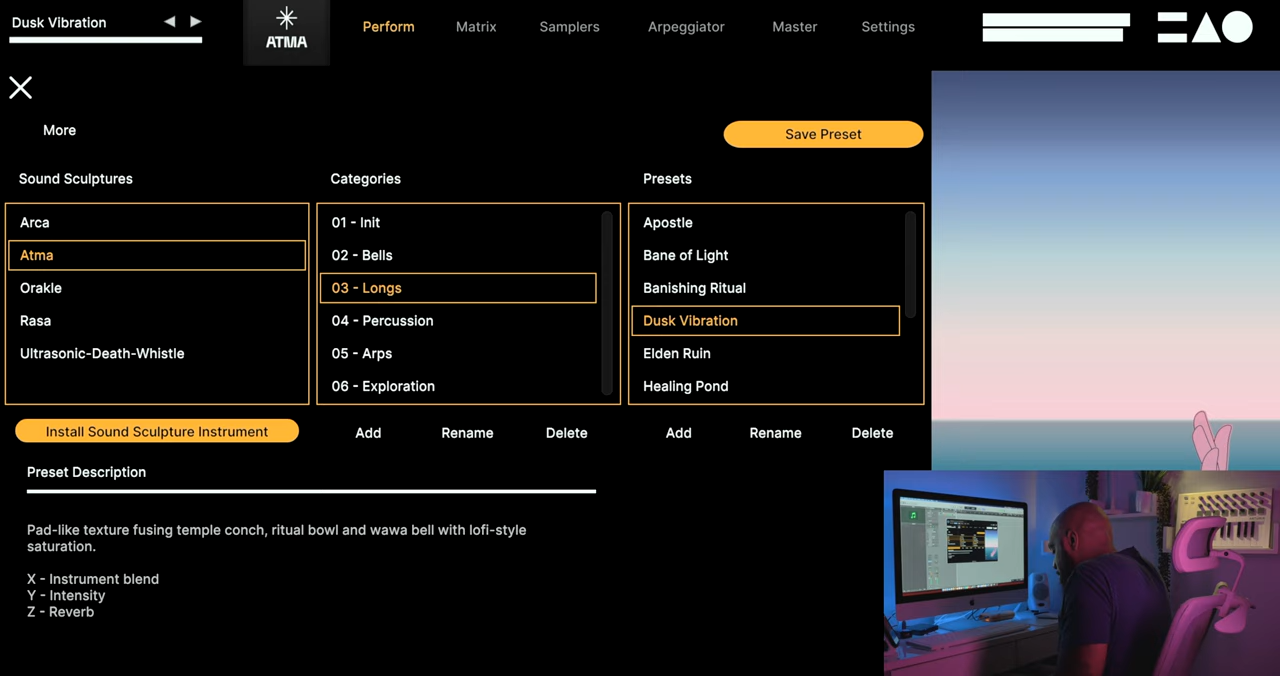 Dusk Vibration
ATMA
Perform
Matrix
Samplers
Arpeggiator
Master
Settings
More
Save Preset
Sound Sculptures
Categories
Presets
Arca
Atma
Orakle
Rasa
Ultrasonic-Death-Whistle
01 - Init
02 - Bells
03 - Longs
04 - Percussion
05 - Arps
06 - Exploration
Apostle
Bane of Light
Banishing Ritual
Dusk Vibration
Elden Ruin
Healing Pond
Install Sound Sculpture Instrument
Add
Rename
Delete
Add
Rename
Delete
Preset Description
Pad-like texture fusing temple conch, ritual bowl and wawa bell with lofi-style
saturation.
X - Instrument blend
Y - Intensity
Z - Reverb